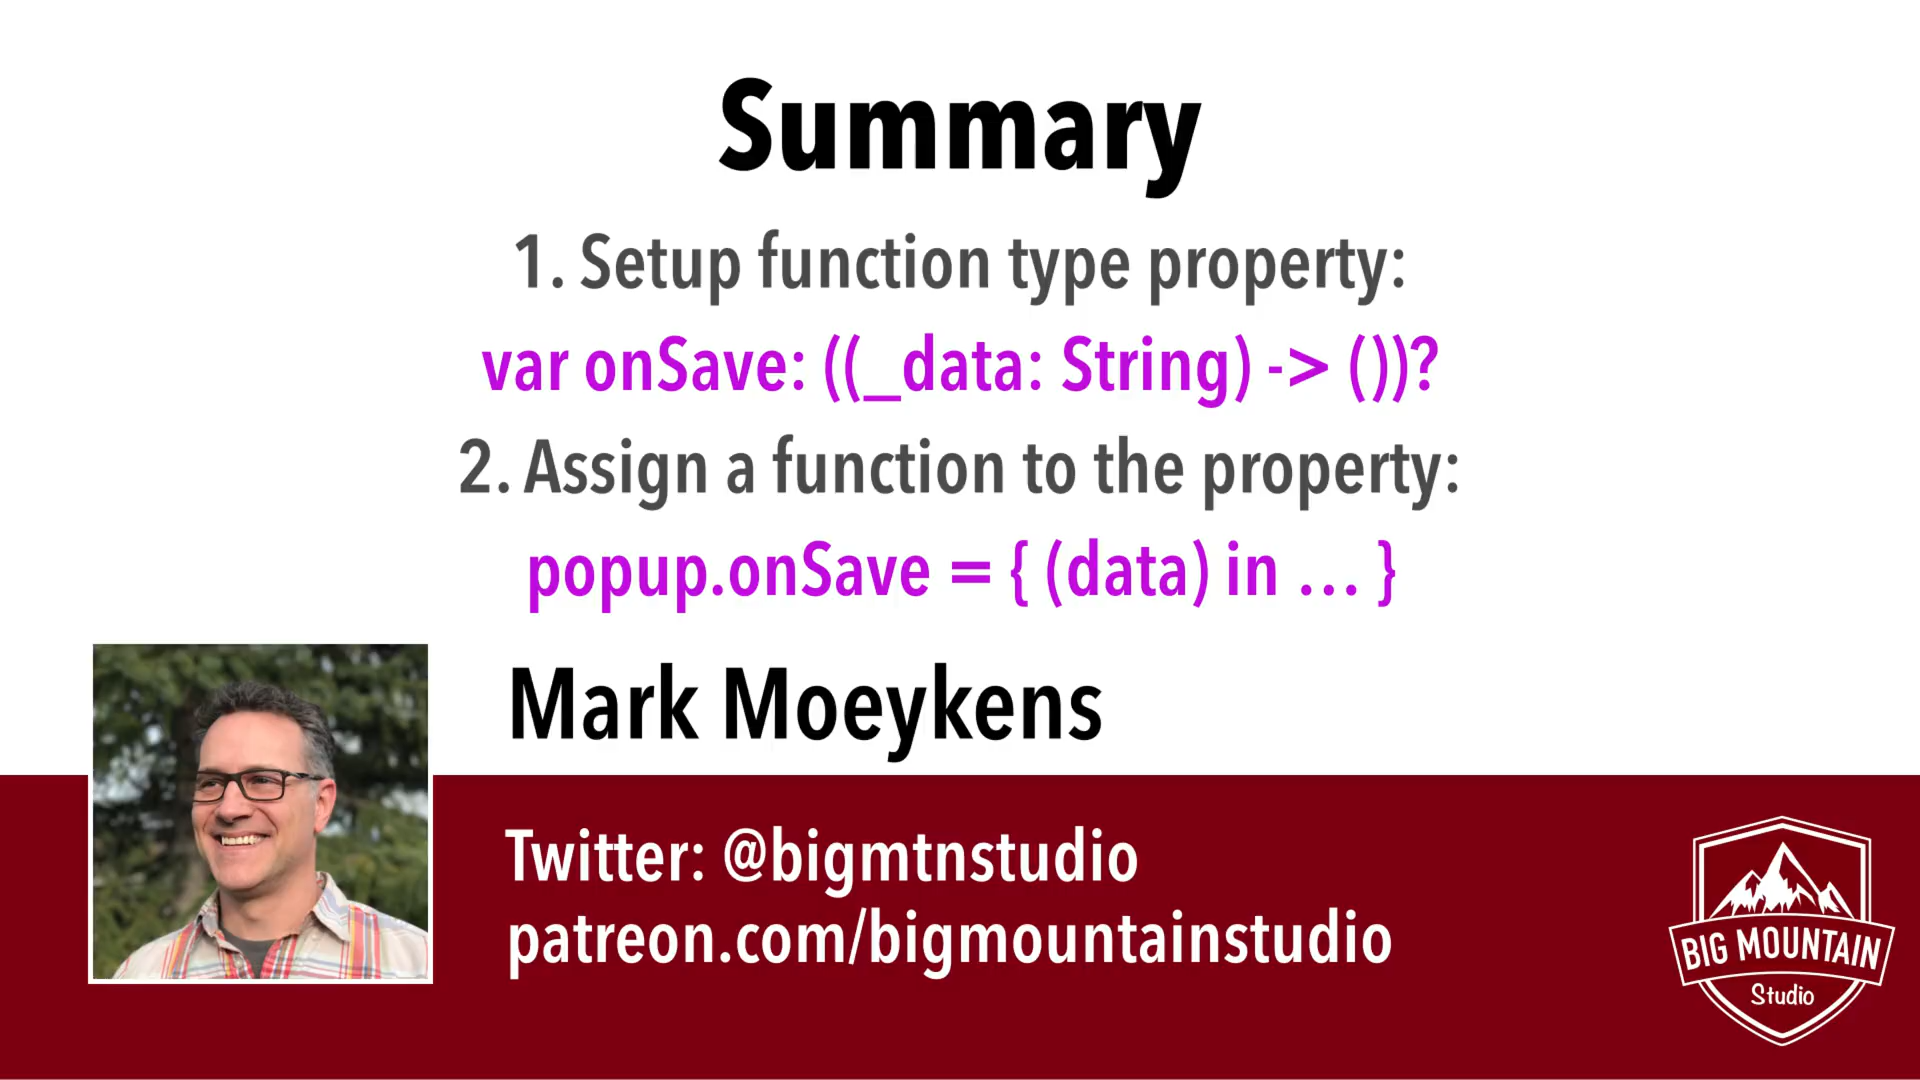 Summary
1. Setup function type property:
var onSave: ((_data: String) -> ())?
2. Assign a function to the property:
popup.onSave = { (data) in … }
Mark Moeykens
Twitter: @bigmtnstudio
patreon.com/bigmountainstudio
BIG MOUNTAIN
Studio